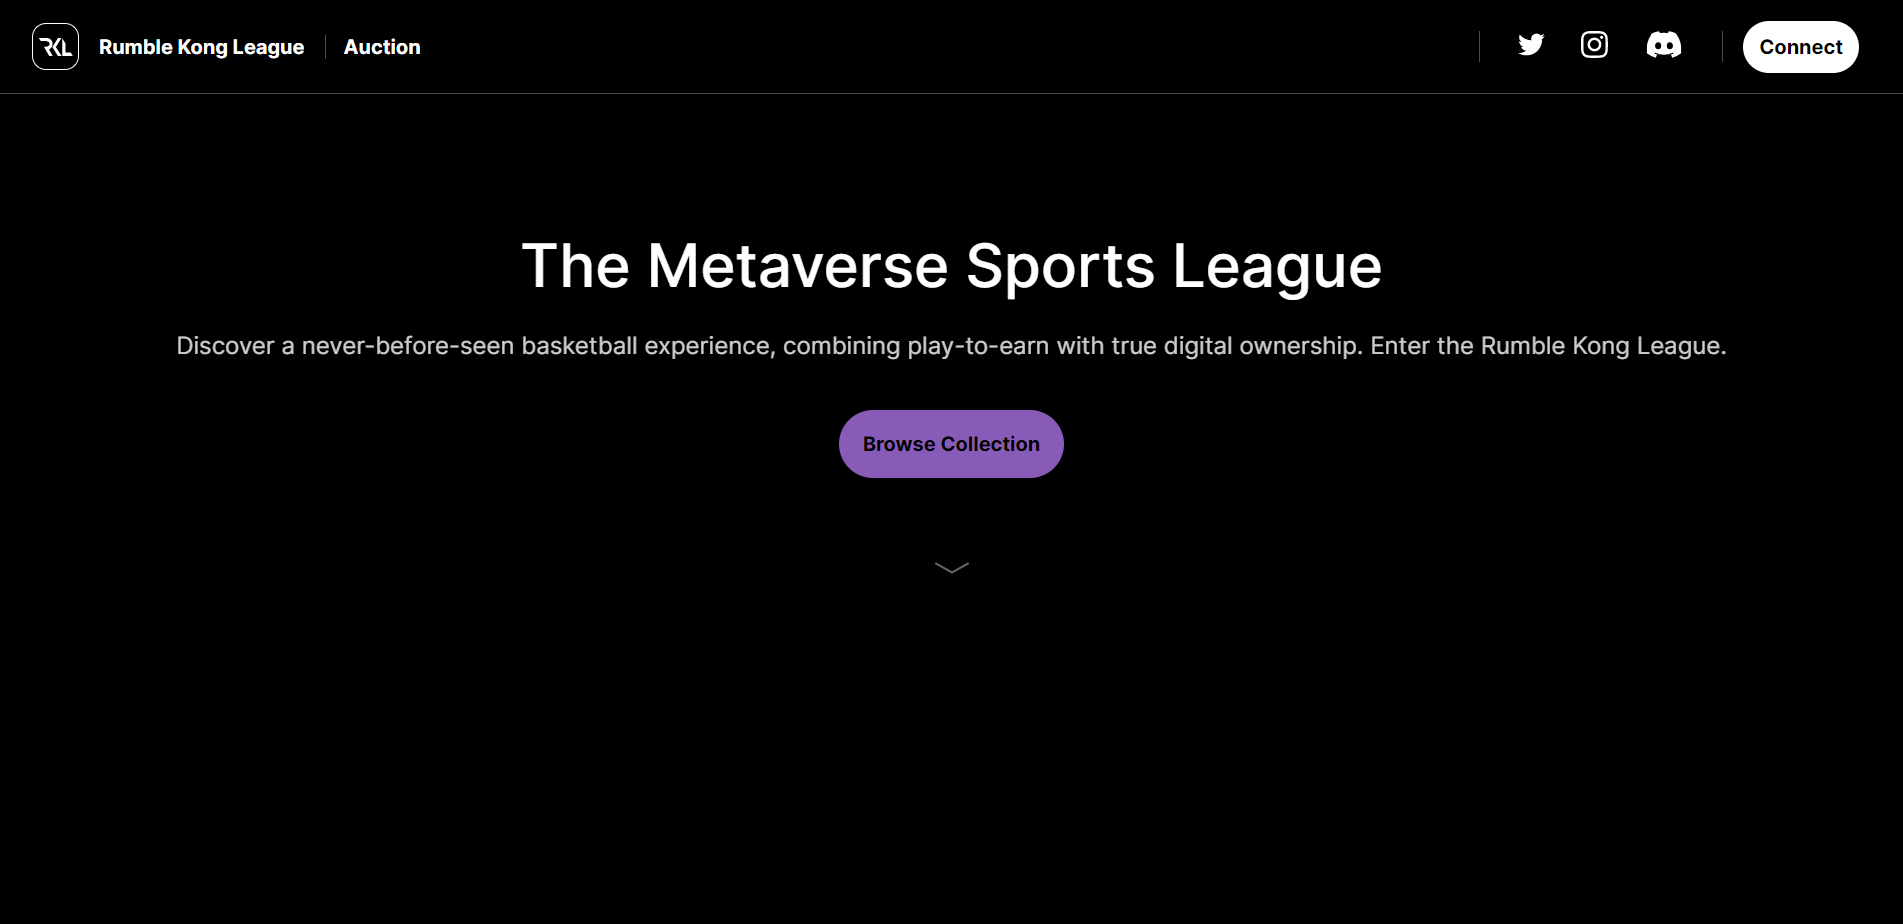 RKL
Rumble Kong League
Auction
Connect
The Metaverse Sports League
Discover a never-before-seen basketball experience, combining play-to-earn with true digital ownership. Enter the Rumble Kong League.
Browse Collection